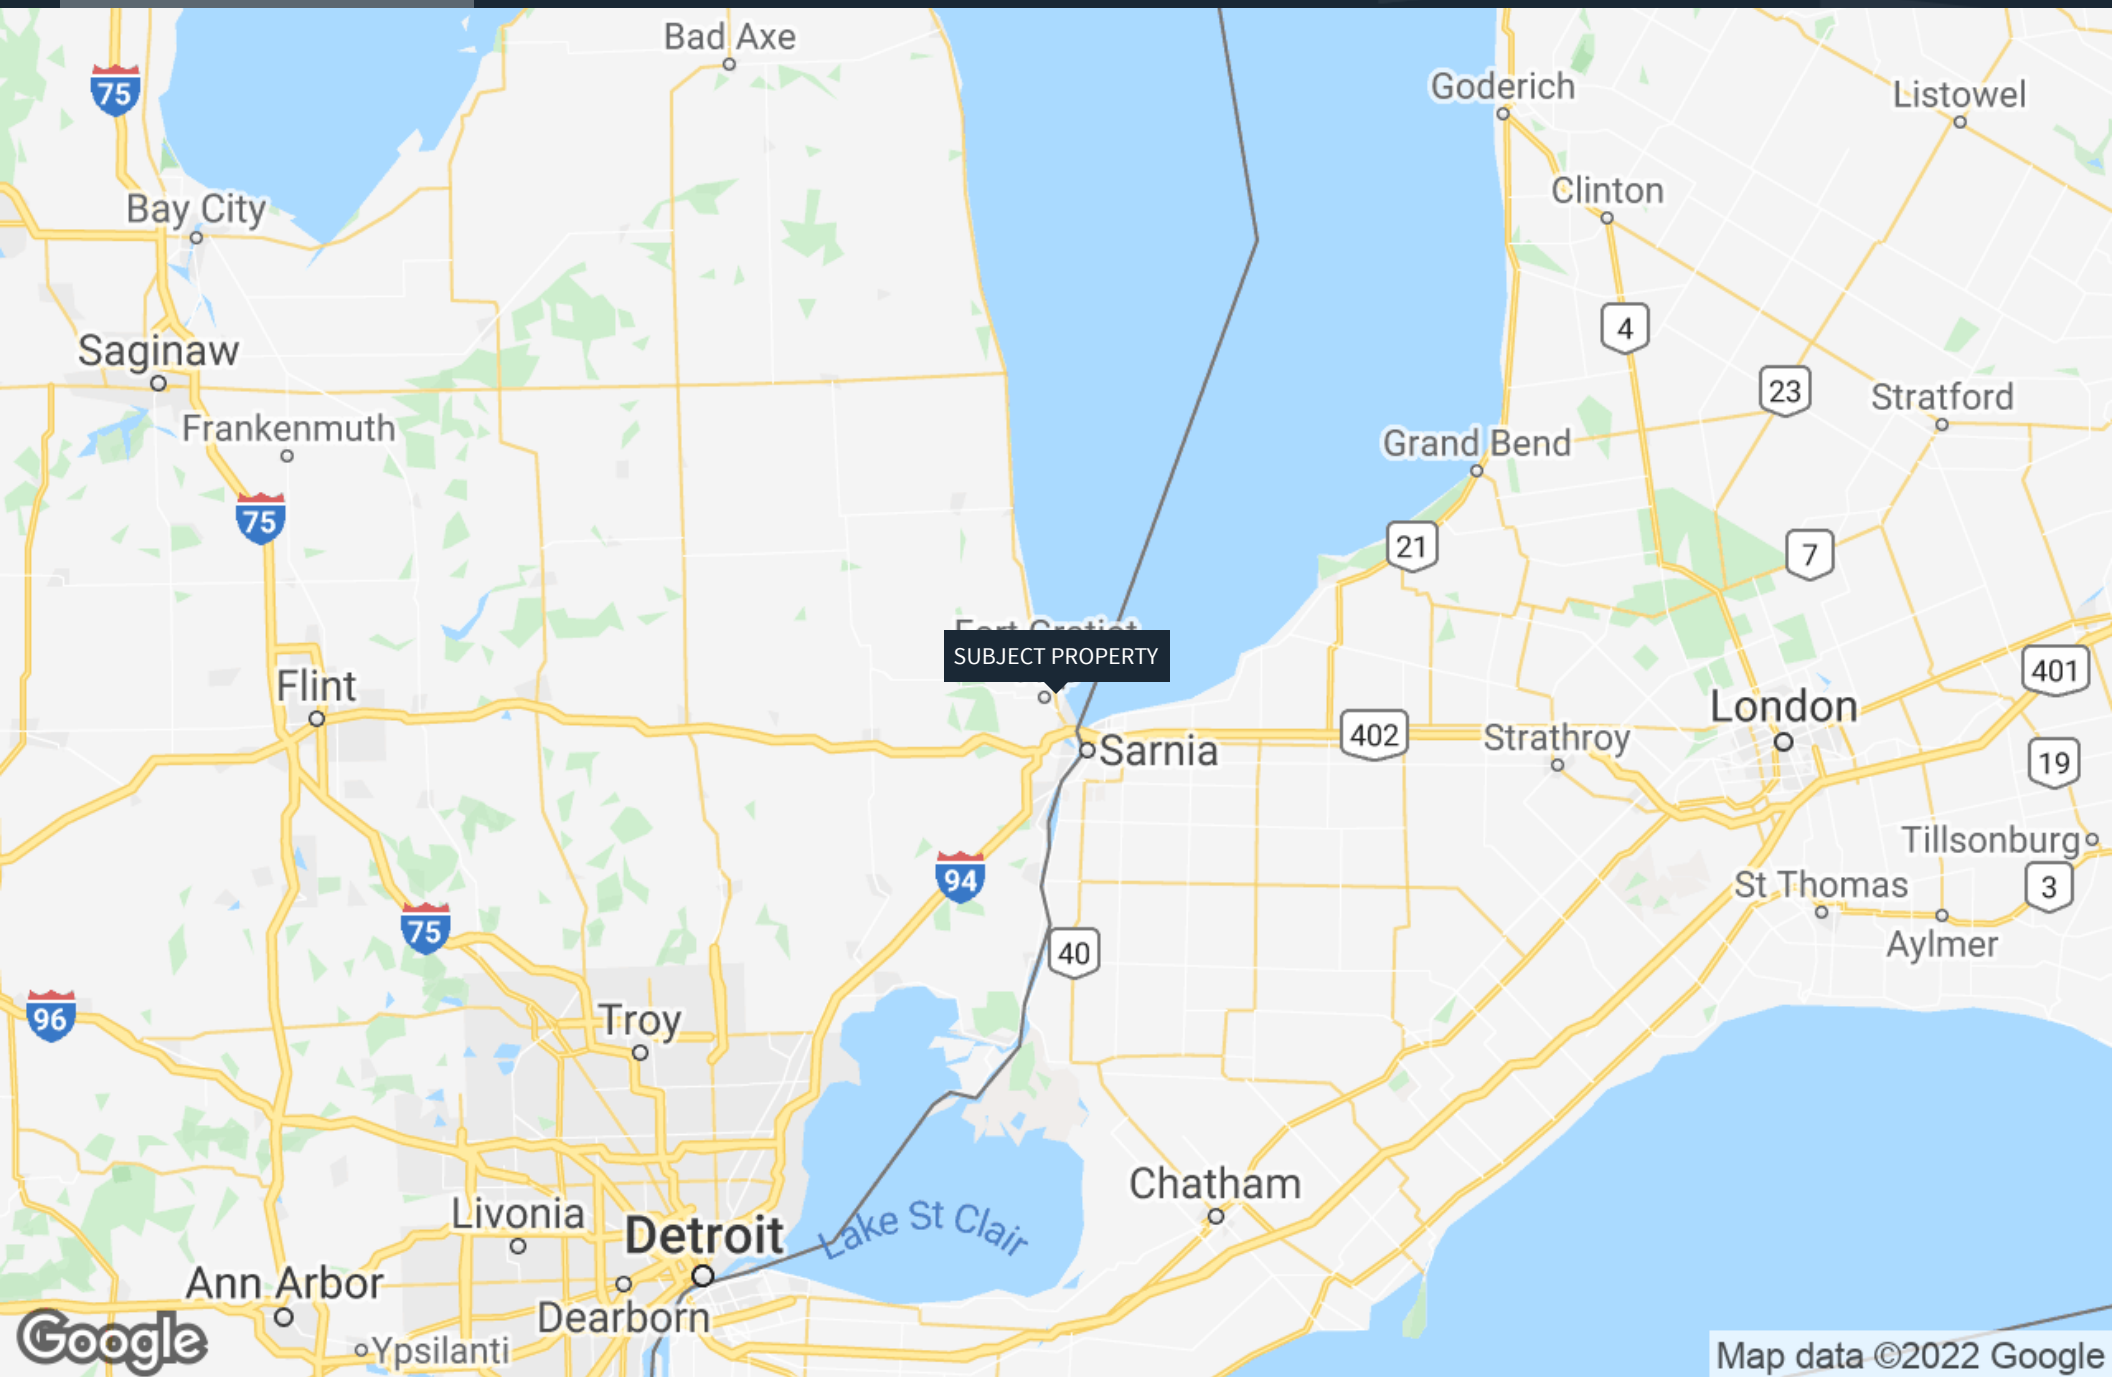 Bad Axe
75
Goderich
Listowel
Clinton
Bay City
4
Saginaw
23
Stratford
Frankenmuth
Grand Bend
75
21
7
Fort Gratiot
SUBJECT PROPERTY
Flint
401
London
402
Strathroy
Sarnia
19
Tillsonburg
94
St Thomas
3
75
40
Aylmer
96
Troy
Chatham
Livonia
Detroit
Lake St Clair
Ann Arbor
Dearborn
Google
Ypsilanti
Map data ©2022 Google